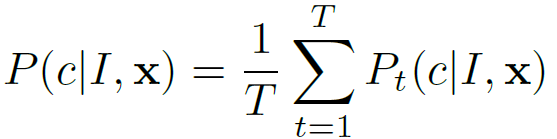 P(c|I, x) = \frac{1}{T} \sum_{t=1}^{T} P_t(c|I, x)